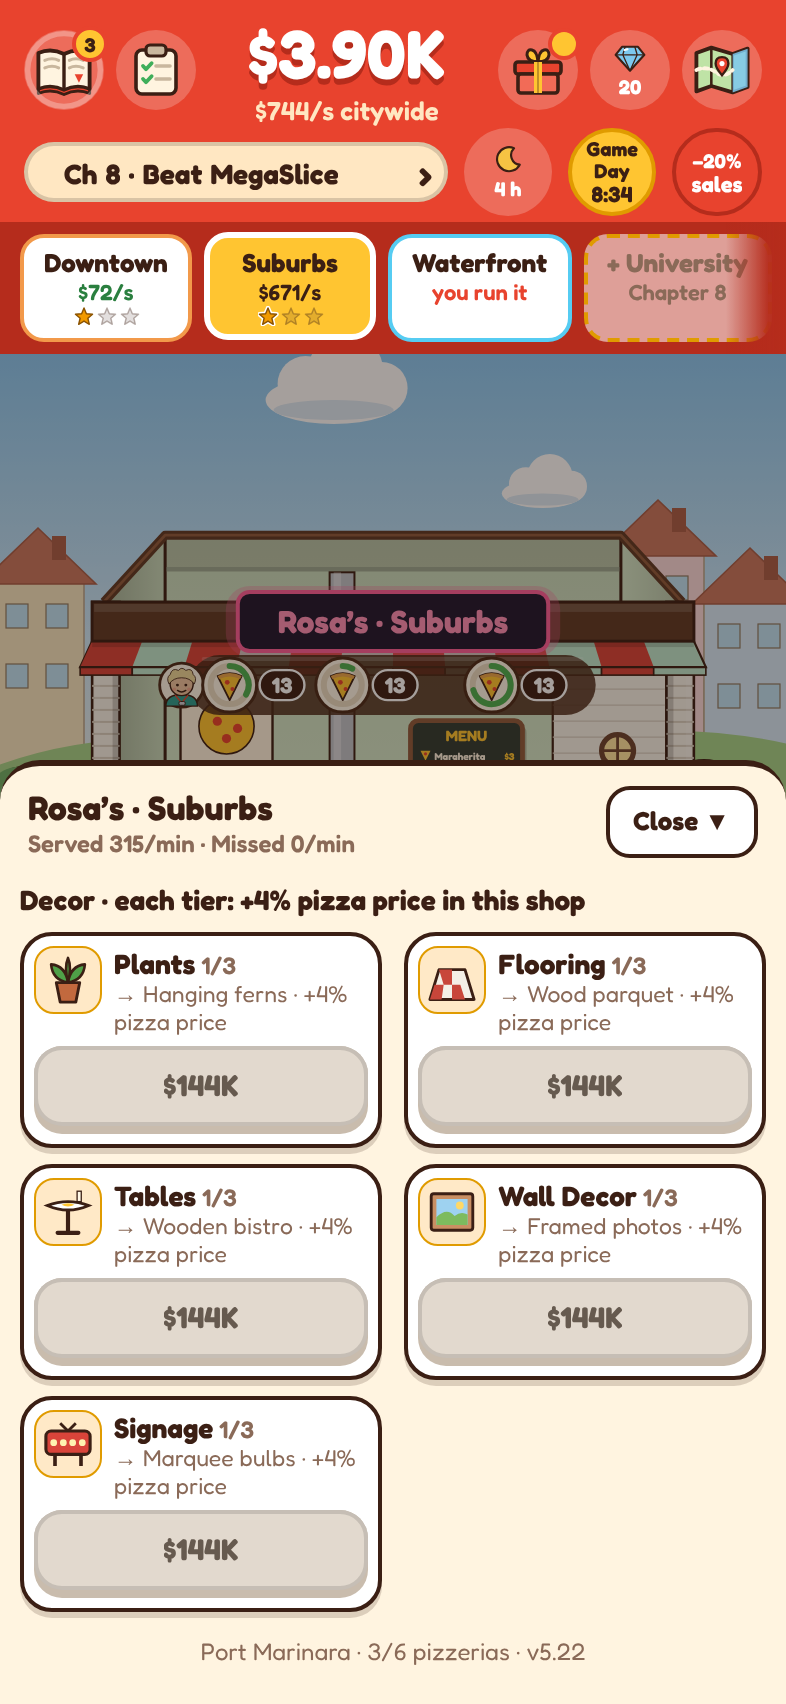 3
$3.90K
$744/s citywide
20
Ch 8 · Beat MegaSlice ›
4 h
Game
Day
8:34
−20%
sales
Downtown
$72/s
Suburbs
$671/s
Waterfront
you run it
+ University
Chapter 8
Rosa’s · Suburbs
13
13
13
MENU
Margherita $3
Rosa’s · Suburbs
Served 315/min · Missed 0/min
Close ▼
Decor · each tier: +4% pizza price in this shop
Plants 1/3
→ Hanging ferns · +4%
pizza price
$144K
Flooring 1/3
→ Wood parquet · +4%
pizza price
$144K
Tables 1/3
→ Wooden bistro · +4%
pizza price
$144K
Wall Decor 1/3
→ Framed photos · +4%
pizza price
$144K
Signage 1/3
→ Marquee bulbs · +4%
pizza price
$144K
Port Marinara · 3/6 pizzerias · v5.22